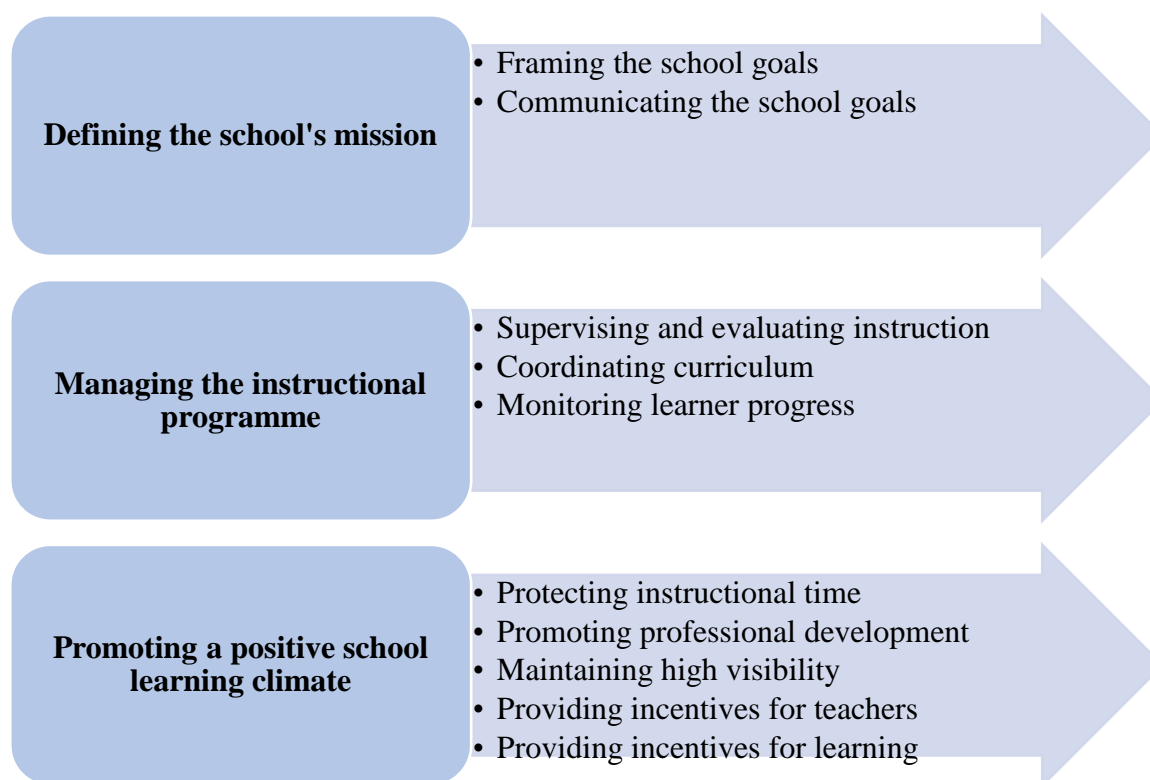 Defining the school's mission
• Framing the school goals
• Communicating the school goals
Managing the instructional
programme
• Supervising and evaluating instruction
• Coordinating curriculum
• Monitoring learner progress
Promoting a positive school
learning climate
• Protecting instructional time
• Promoting professional development
• Maintaining high visibility
• Providing incentives for teachers
• Providing incentives for learning